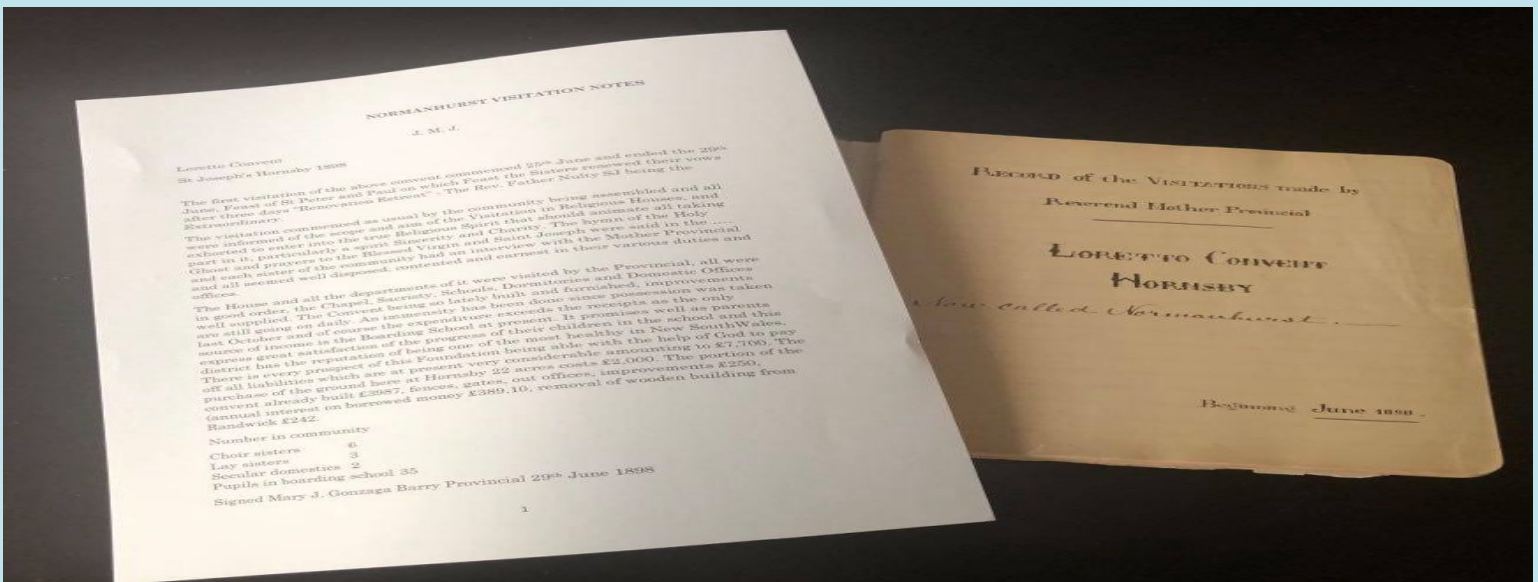 NORMANHURST VISITATION NOTES
J. M. J.
Loretto Convent
St Joseph's Hornsby 1898
The first visitation of the above convent commenced 25th June and ended the 29th
June, Feast of St Peter and Paul on which Feast the Sisters renewed their vows
after three days "Renovation Retreat". The Rev. Father Nulty SJ being the
Extraordinary.
The visitation commenced as usual by the community being assembled and all
were informed of the scope and aim of the Visitation in Religious Houses, and
exhorted to enter into the true Religious Spirit that should animate all taking
part in it, particularly a spirit Sincerity and Charity. The hymn of the Holy
Ghost and prayers to the Blessed Virgin and Saint Joseph were said in the .....
and each sister of the community had an interview with the Mother Provincial
and all seemed well disposed, contented and earnest in their various duties and
offices.
The House and all the departments of it were visited by the Provincial, all were
in good order, the Chapel, Sacristy, Schools, Dormitories and Domestic Offices
well supplied. The Convent being so lately built and furnished, improvements
are still going on daily. An immensity has been done since possession was taken
last October and of course the expenditure exceeds the receipts as the only
source of income is the Boarding School at present. It promises well as parents
express great satisfaction of the progress of their children in the school and this
district has the reputation of being one of the most healthy in New SouthWales.
There is every prospect of this Foundation being able with the help of God to pay
off all liabilities which are at present very considerable amounting to £7,700. The
purchase of the ground here at Hornsby 22 acres costs £2,000. The portion of the
convent already built £3987, fences, gates, out offices, improvements £250,
(annual interest on borrowed money £389.10, removal of wooden building from
Randwick £242.
Number in community
Choir sisters 6
Lay sisters 3
Secular domestics 2
Pupils in boarding school 35
Signed Mary J. Gonzaga Barry Provincial 29th June 1898
1
RECORD of the VISITATIONS made by
Reverend Mother Provincial
LORETTO CONVENT
HORNSBY
Now called Normanhurst.
Beginning June 1898.